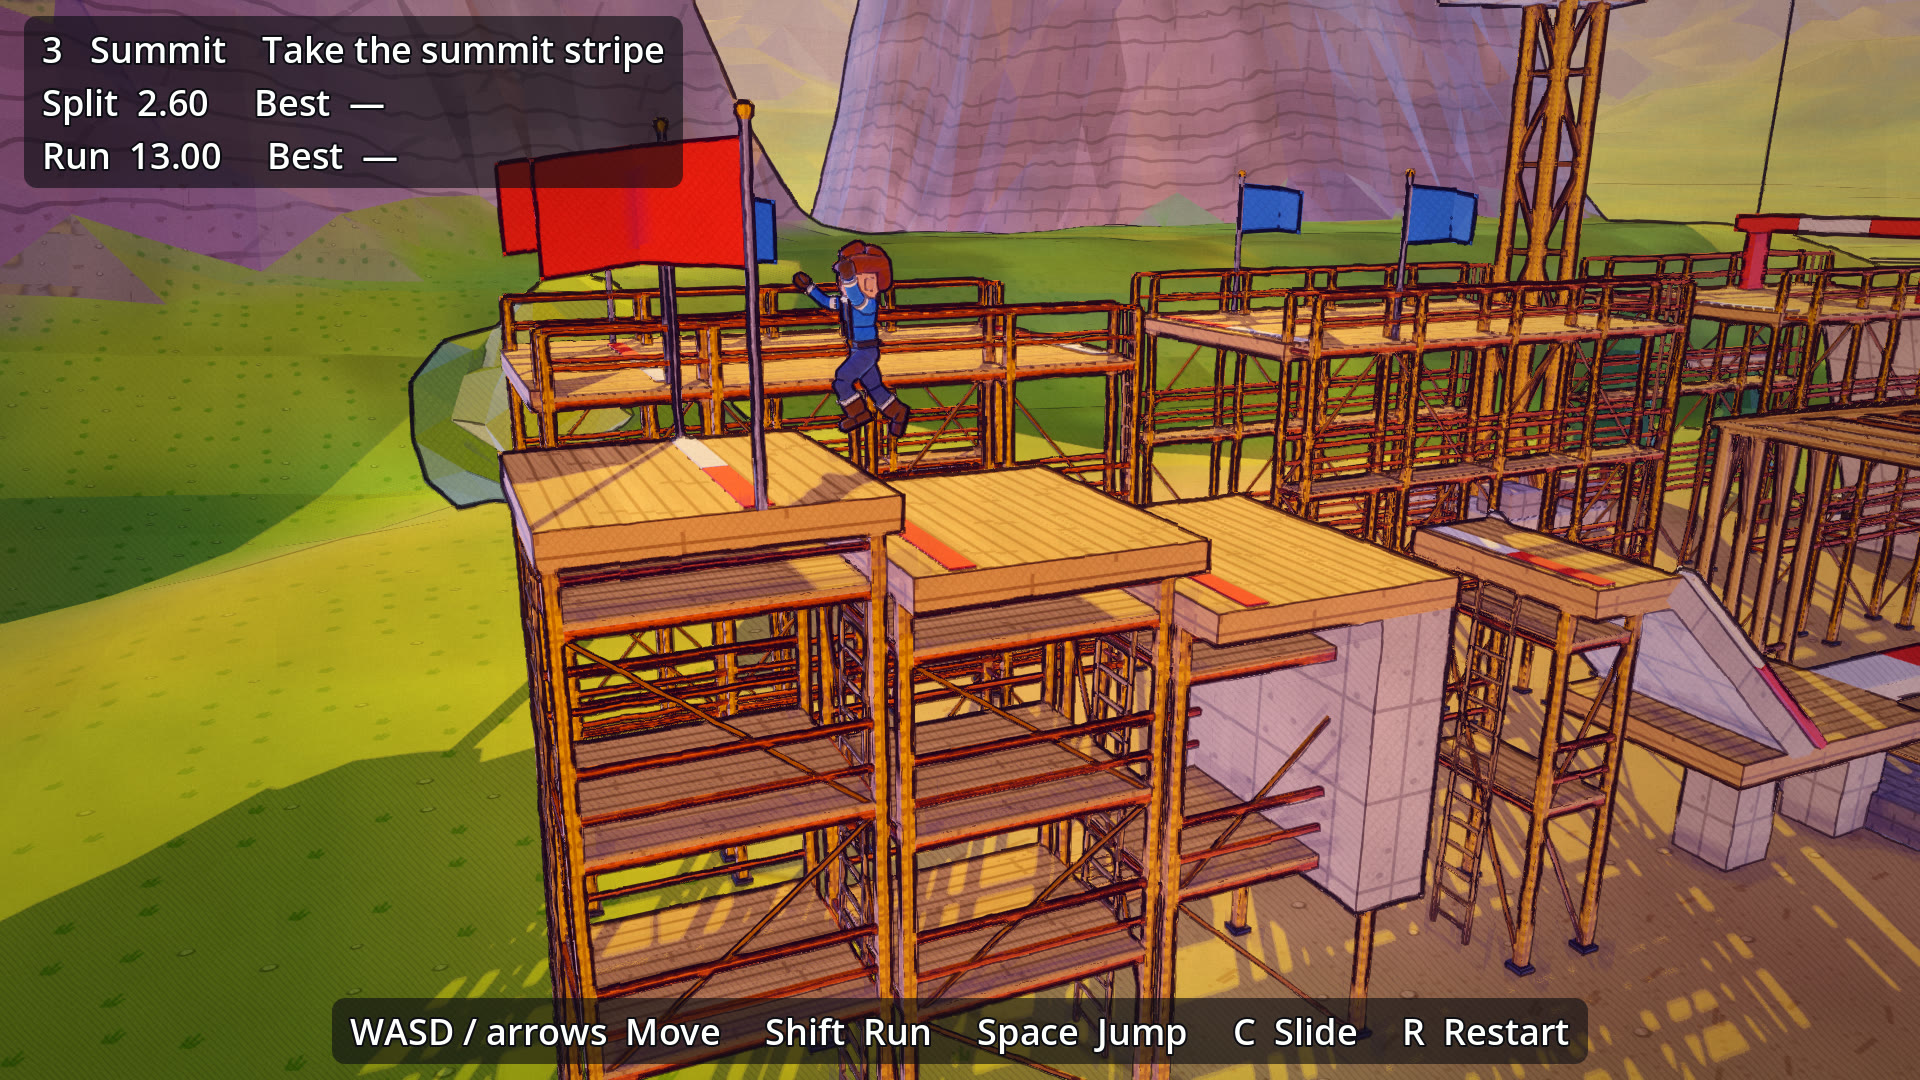 3 Summit Take the summit stripe
Split 2.60 Best —
Run 13.00 Best —
WASD / arrows Move Shift Run Space Jump C Slide R Restart